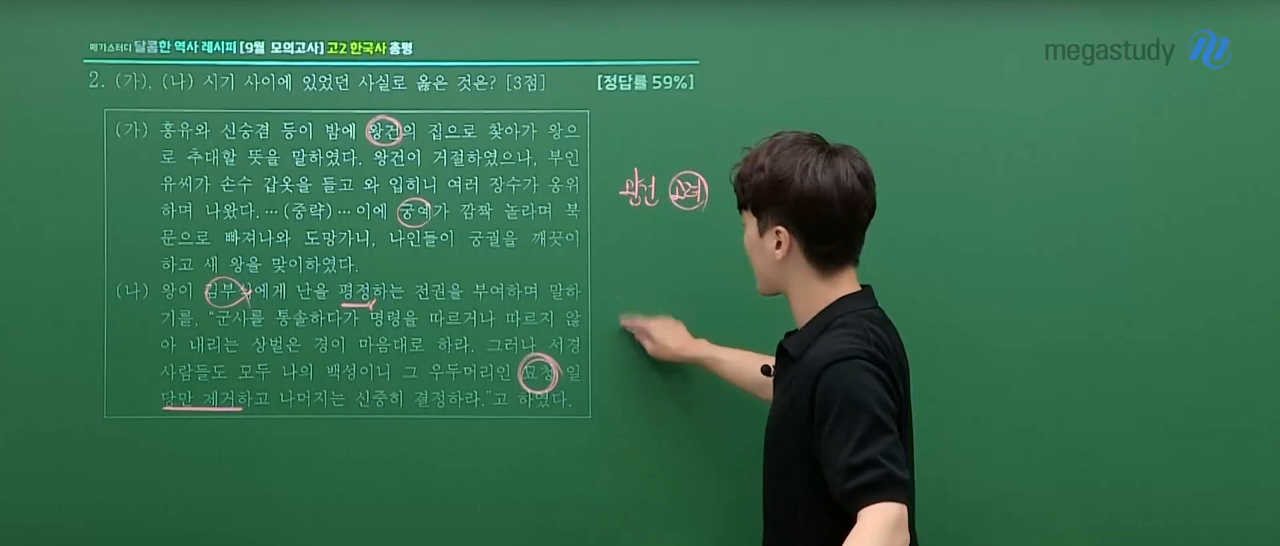 메가스터디 달콤한 역사 레시피 [9월 모의고사] 고2 한국사 총평
megastudy
2. (가), (나) 시기 사이에 있었던 사실로 옳은 것은? [3점] [정답률 59%]
(가) 홍유와 신숭겸 등이 밤에 왕건의 집으로 찾아가 왕으
로 추대할 뜻을 말하였다. 왕건이 거절하였으나, 부인
유씨가 손수 갑옷을 들고 와 입히니 여러 장수가 옹위
하며 나왔다. … (중략) … 이에 궁예가 깜짝 놀라며 북
문으로 빠져나와 도망가니, 나인들이 궁궐을 깨끗이
하고 새 왕을 맞이하였다.
왕건 고려
(나) 왕이 김부식에게 난을 평정하는 전권을 부여하며 말하
기를, “군사를 통솔하다가 명령을 따르거나 따르지 않
아 내리는 상벌은 경이 마음대로 하라. 그러나 서경
사람들도 모두 나의 백성이니 그 우두머리인 묘청 일
당만 제거하고 나머지는 신중히 결정하라.”고 하였다.